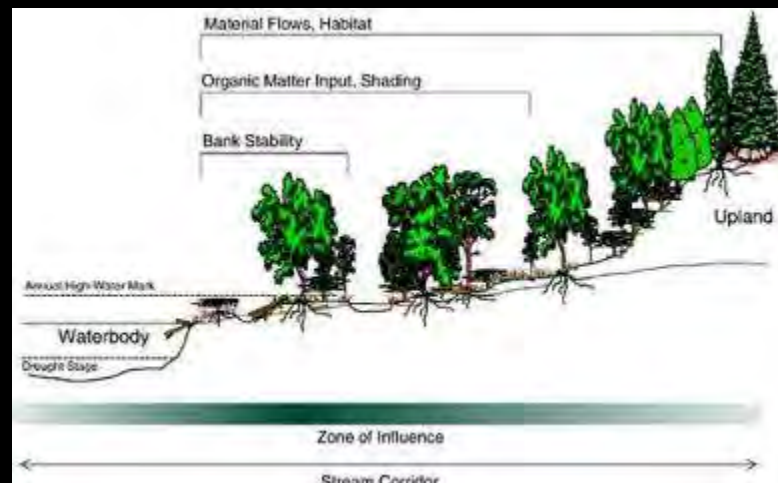 Material Flows, Habitat
Organic Matter Input, Shading
Bank Stability
Upland
Annual High-Water Mark
Waterbody
Drought Stage
Zone of Influence
Stream Corridor